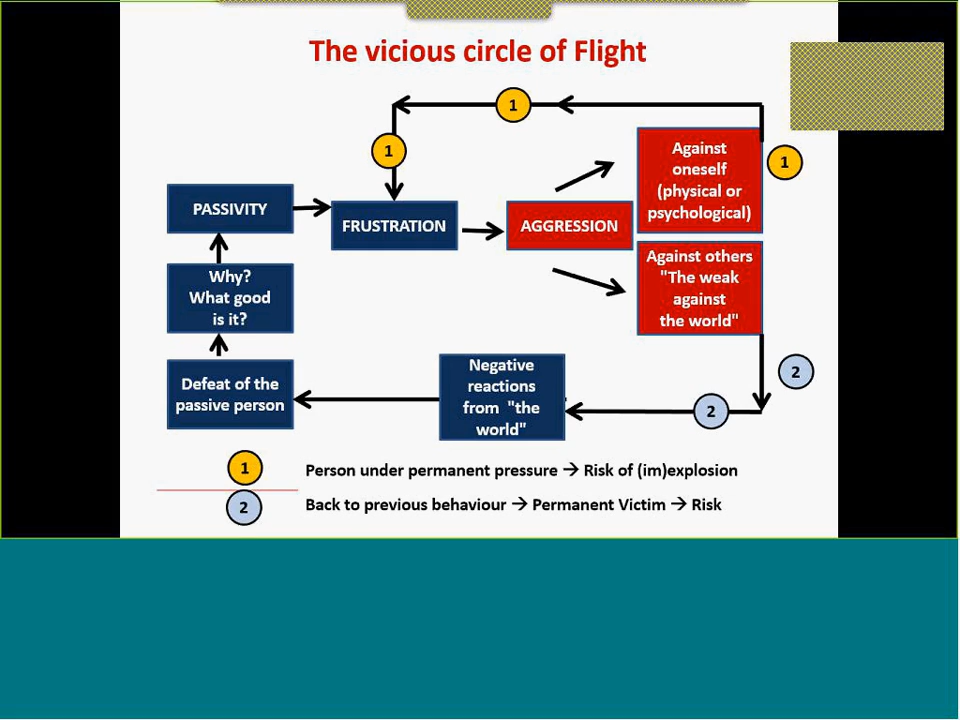 The vicious circle of Flight
1
1
Against
oneself
(physical or
psychological)
1
PASSIVITY
FRUSTRATION
AGGRESSION
Against others
"The weak
against
the world"
Why?
What good
is it?
Defeat of the
passive person
Negative
reactions
from "the
world"
2
2
1
Person under permanent pressure → Risk of (im)explosion
2
Back to previous behaviour → Permanent Victim → Risk